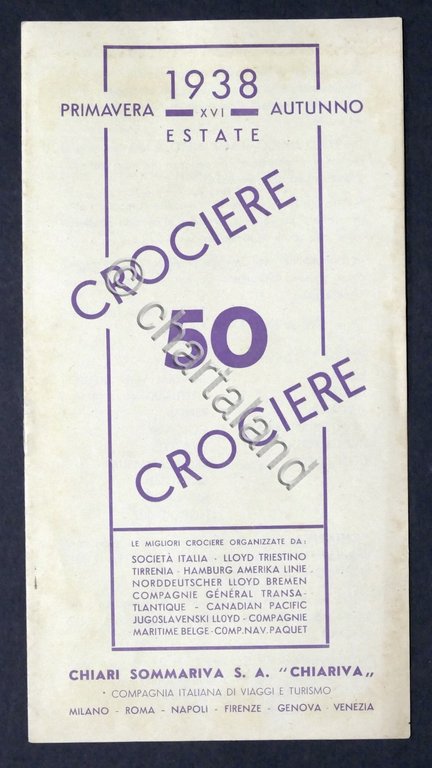 1938
PRIMAVERA XVI AUTUNNO
ESTATE
CROCIERE
50
CROCIERE
© chartaland
LE MIGLIORI CROCIERE ORGANIZZATE DA:
SOCIETÀ ITALIA - LLOYD TRIESTINO
TIRRENIA - HAMBURG AMERIKA LINIE
NORDDEUTSCHER LLOYD BREMEN
COMPAGNIE GÉNÉRAL TRANSA-
TLANTIQUE - CANADIAN PACIFIC
JUGOSLAVENSKI LLOYD - COMPAGNIE
MARITIME BELGE - COMP. NAV. PAQUET
CHIARI SOMMARIVA S. A. "CHIARIVA„
COMPAGNIA ITALIANA DI VIAGGI E TURISMO
MILANO - ROMA - NAPOLI - FIRENZE - GENOVA - VENEZIA